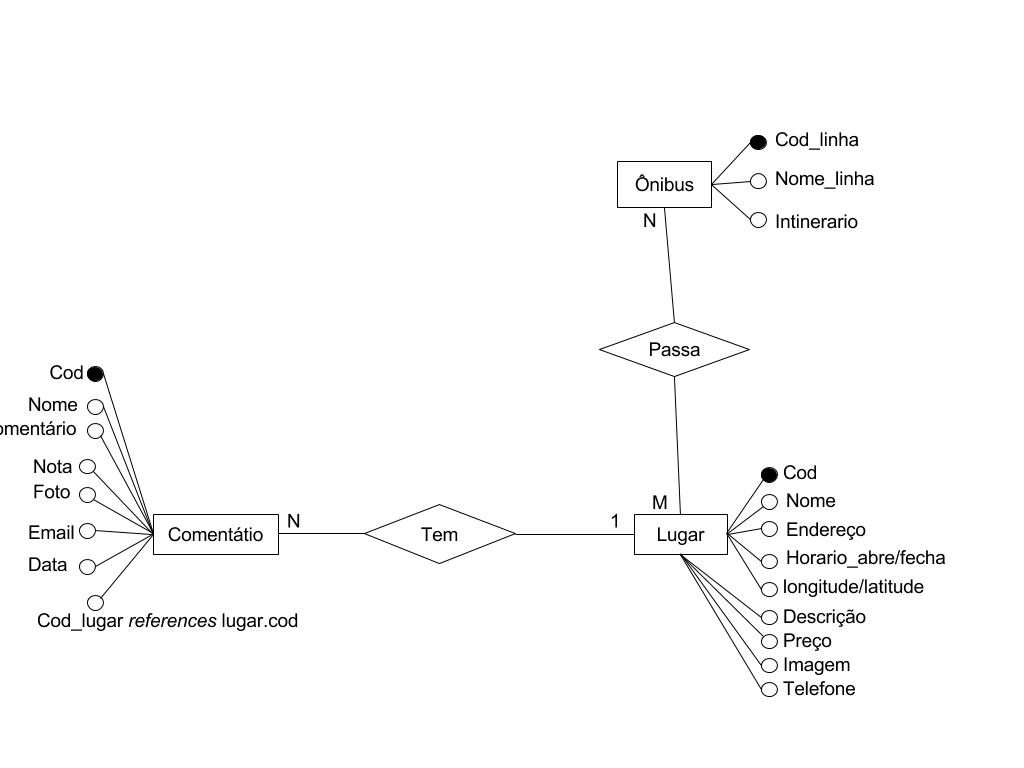 Cod_linha
Ônibus
Nome_linha
N
Intinerario
Passa
Cod
Nome
omentário
Nota
Foto
Email
Data
Cod_lugar references lugar.cod
Comentátio
N
Tem
1
M
Lugar
Cod
Nome
Endereço
Horario_abre/fecha
longitude/latitude
Descrição
Preço
Imagem
Telefone